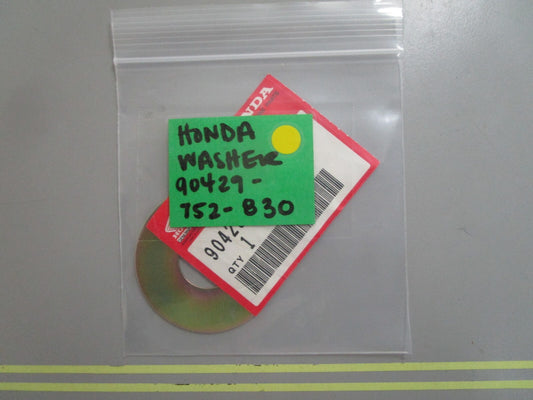 HONDA
WASHER
90429-
752-B30
HONDA
9042
QTY 1